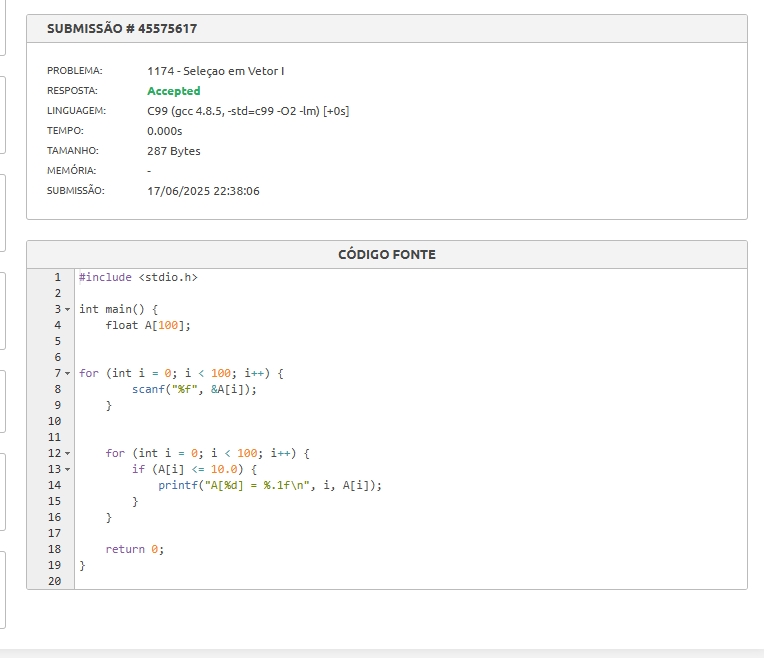 SUBMISSÃO # 45575617
PROBLEMA: 1174 - Seleçao em Vetor I
RESPOSTA: Accepted
LINGUAGEM: C99 (gcc 4.8.5, -std=c99 -O2 -lm) [+0s]
TEMPO: 0.000s
TAMANHO: 287 Bytes
MEMÓRIA: -
SUBMISSÃO: 17/06/2025 22:38:06
CÓDIGO FONTE
1 #include <stdio.h>
2
3 int main() {
4     float A[100];
5
6
7 for (int i = 0; i < 100; i++) {
8         scanf("%f", &A[i]);
9     }
10
11
12     for (int i = 0; i < 100; i++) {
13         if (A[i] <= 10.0) {
14             printf("A[%d] = %.1f\n", i, A[i]);
15         }
16     }
17
18     return 0;
19 }
20